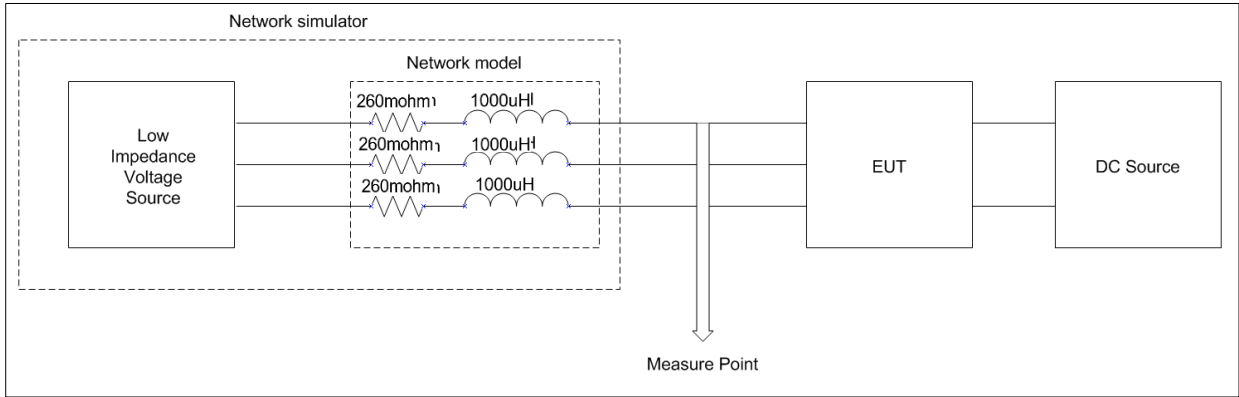 Network simulator
Network model
260mohm
1000uH
Low
Impedance
Voltage
Source
260mohm
1000uH
260mohm
1000uH
EUT
DC Source
Measure Point